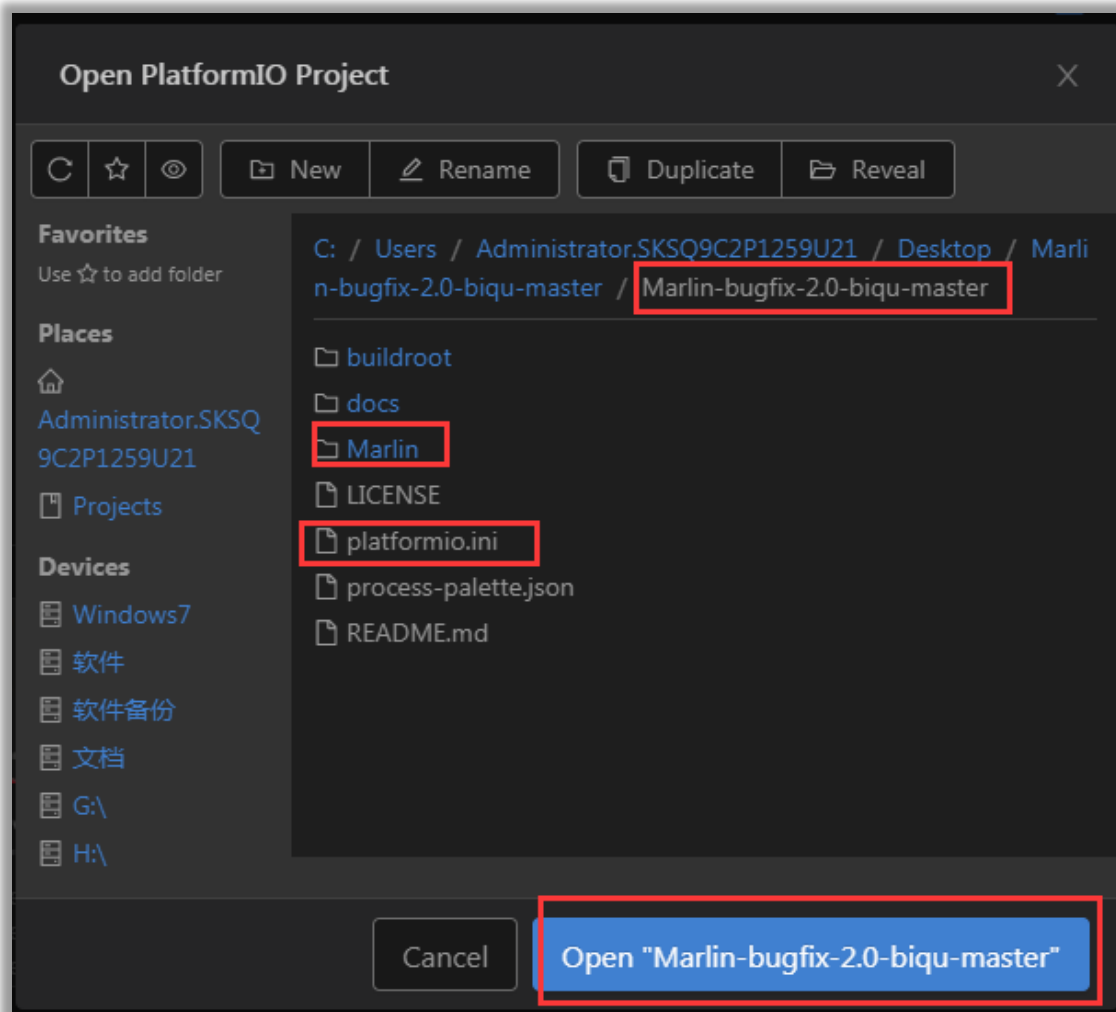 Open PlatformIO Project
New Rename Duplicate Reveal
Favorites
Use ☆ to add folder
Places
Administrator.SKSQ
9C2P1259U21
Projects
Devices
Windows7
软件
软件备份
文档
G:\
H:\
C: / Users / Administrator.SKSQ9C2P1259U21 / Desktop / Marli
n-bugfix-2.0-biqu-master / Marlin-bugfix-2.0-biqu-master
buildroot
docs
Marlin
LICENSE
platformio.ini
process-palette.json
README.md
Cancel Open "Marlin-bugfix-2.0-biqu-master"